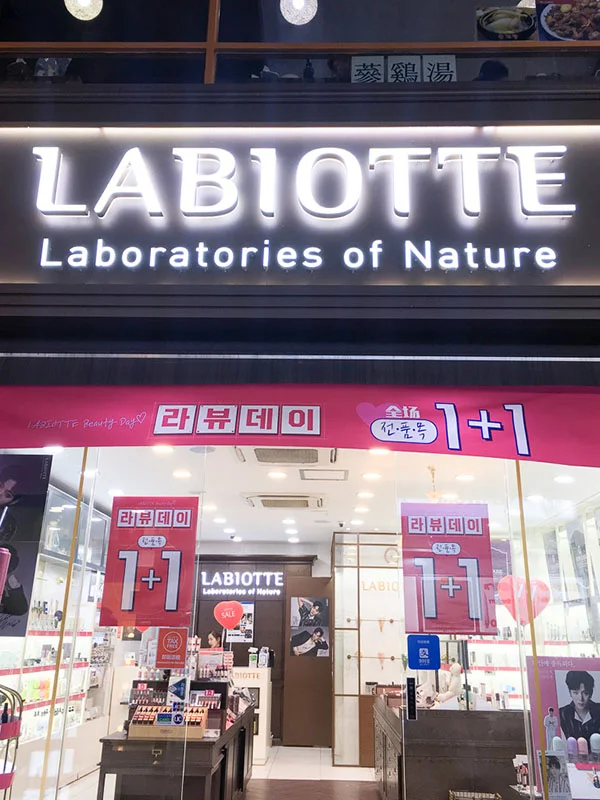 蔘鷄湯
LABIOTTE
Laboratories of Nature
LABIOTTE Beauty Day♡
라뷰데이
全场
전·품·목
1+1
라뷰데이
전·품·목
1+1
라뷰데이
전·품·목
1+1
LABIOTTE
Laboratories of Nature
LABIO
SALE
TAX FREE
LABIOTTE